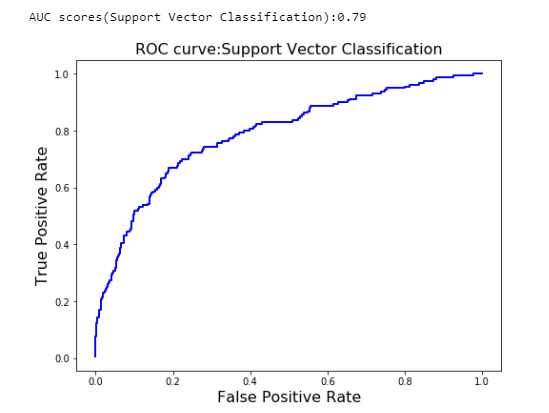 AUC scores(Support Vector Classification):0.79
ROC curve:Support Vector Classification
1.0
0.8
0.6
0.4
0.2
0.0
True Positive Rate
0.0 0.2 0.4 0.6 0.8 1.0
False Positive Rate